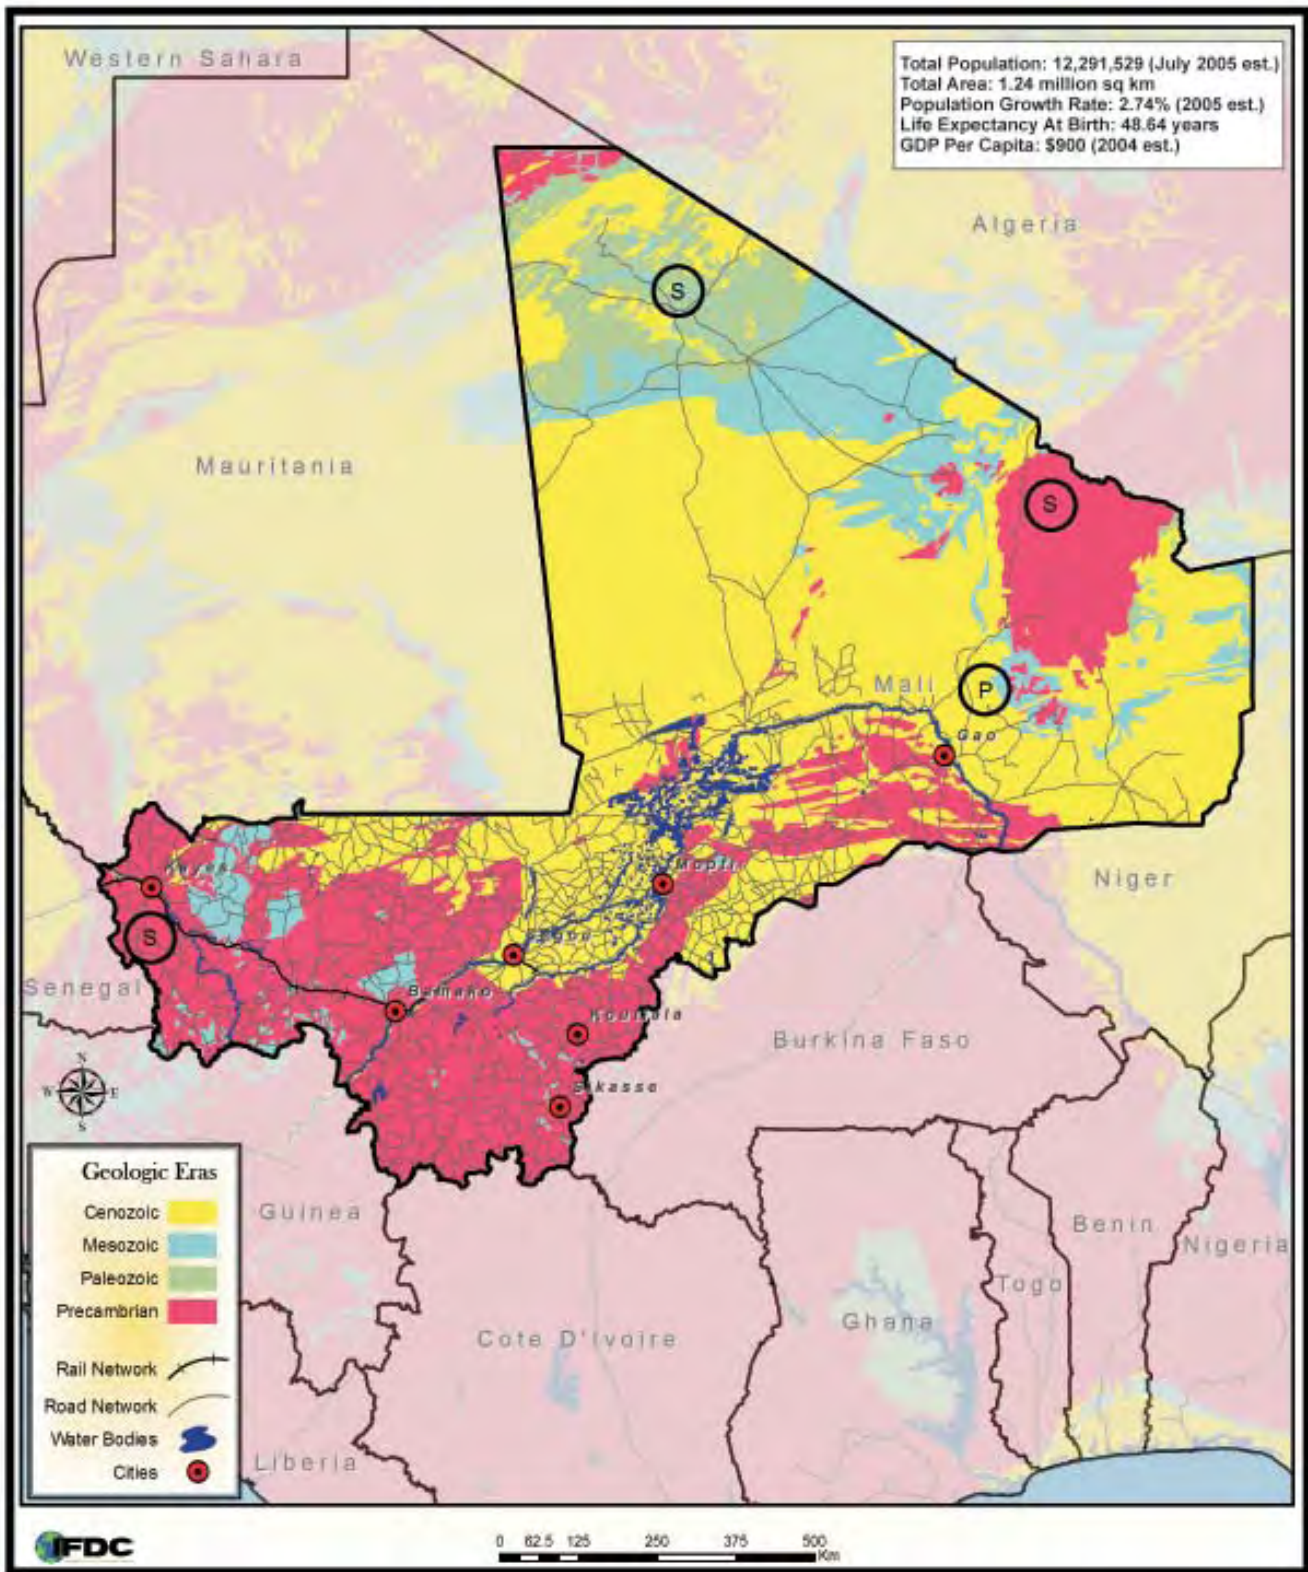 Western Sahara
Total Population: 12,291,529 (July 2005 est.)
Total Area: 1.24 million sq km
Population Growth Rate: 2.74% (2005 est.)
Life Expectancy At Birth: 48.64 years
GDP Per Capita: $900 (2004 est.)
Algeria
S
Mauritania
S
Mali
P
Gao
Kayes
Mopti
Niger
S
Segou
Senegal
Bamako
Koutiala
Burkina Faso
N
W E
S
Sikasso
Geologic Eras
Cenozoic
Mesozoic
Paleozoic
Precambrian
Rail Network
Road Network
Water Bodies
Cities
Guinea
Benin
Nigeria
Togo
Ghana
Cote D'Ivoire
Liberia
IFDC
0 62.5 125 250 375 500
Km